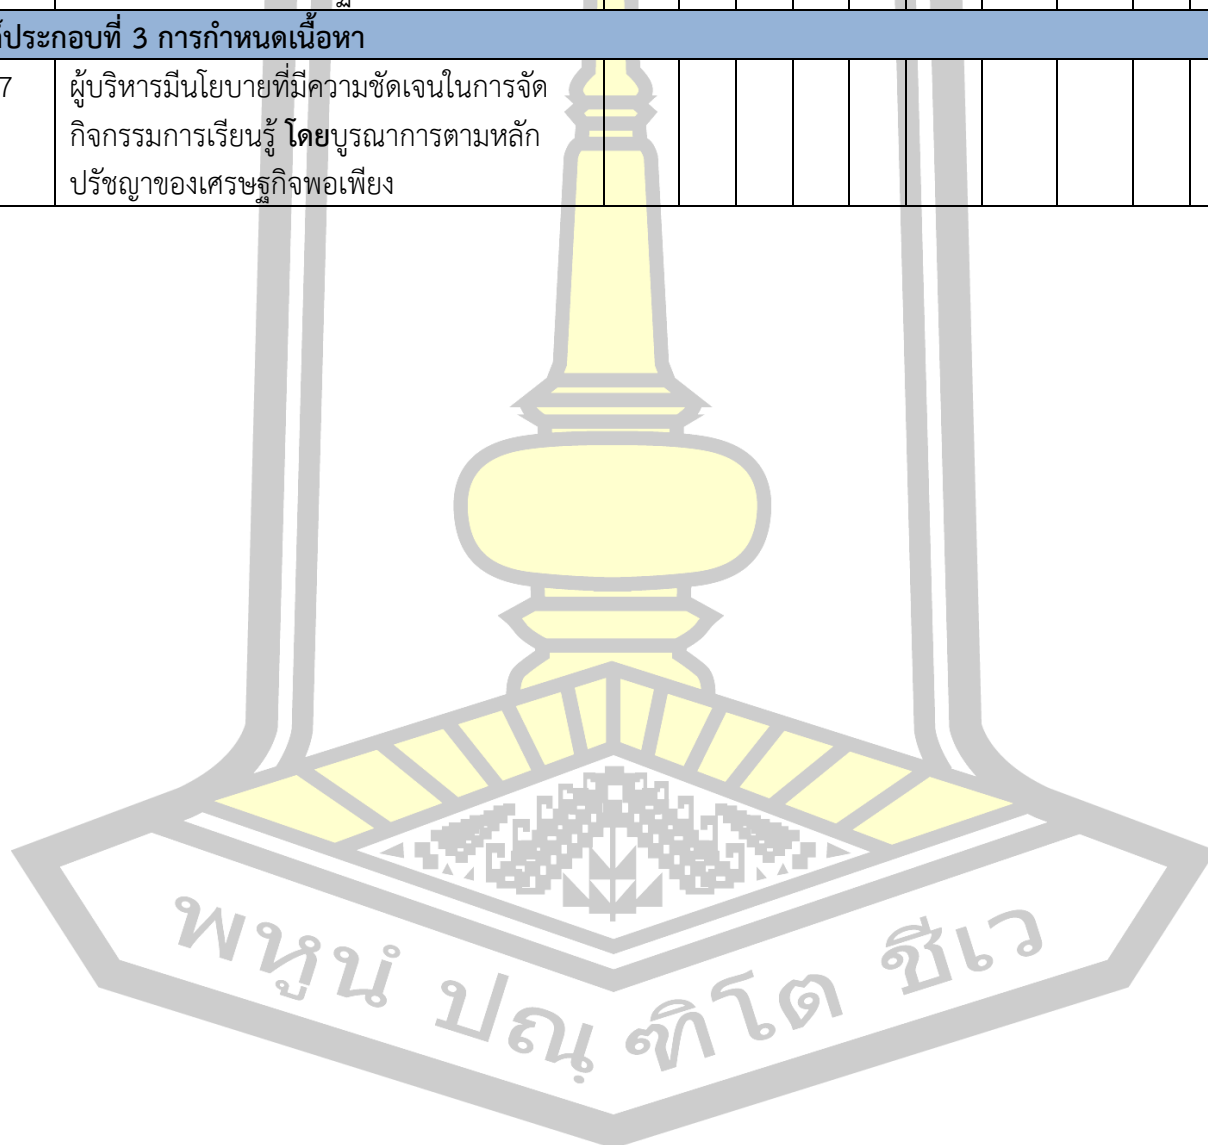 ประกอบที่ 3 การกำหนดเนื้อหา
7 ผู้บริหารมีนโยบายที่มีความชัดเจนในการจัด
กิจกรรมการเรียนรู้ โดยบูรณาการตามหลัก
ปรัชญาของเศรษฐกิจพอเพียง
พหูนํ ปณฺฑิโต ชีเว